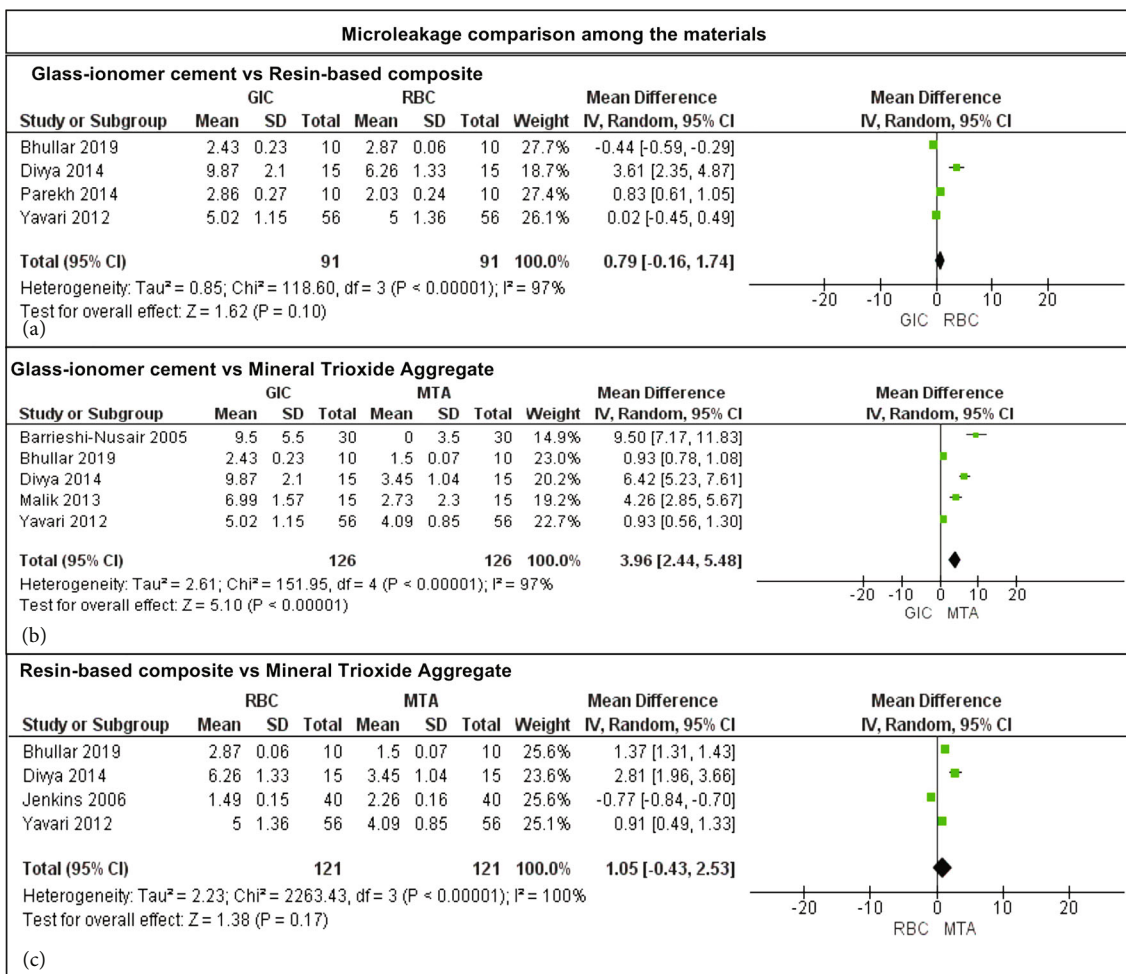 Microleakage comparison among the materials
Glass-ionomer cement vs Resin-based composite
GIC RBC Mean Difference Mean Difference
Study or Subgroup Mean SD Total Mean SD Total Weight IV, Random, 95% CI IV, Random, 95% CI
Bhullar 2019 2.43 0.23 10 2.87 0.06 10 27.7% -0.44 [-0.59, -0.29]
Divya 2014 9.87 2.1 15 6.26 1.33 15 18.7% 3.61 [2.35, 4.87]
Parekh 2014 2.86 0.27 10 2.03 0.24 10 27.4% 0.83 [0.61, 1.05]
Yavari 2012 5.02 1.15 56 5 1.36 56 26.1% 0.02 [-0.45, 0.49]
Total (95% CI) 91 91 100.0% 0.79 [-0.16, 1.74]
Heterogeneity: Tau² = 0.85; Chi² = 118.60, df = 3 (P < 0.00001); I² = 97%
Test for overall effect: Z = 1.62 (P = 0.10)
-20 -10 0 10 20
GIC RBC
(a)
Glass-ionomer cement vs Mineral Trioxide Aggregate
GIC MTA Mean Difference Mean Difference
Study or Subgroup Mean SD Total Mean SD Total Weight IV, Random, 95% CI IV, Random, 95% CI
Barrieshi-Nusair 2005 9.5 5.5 30 0 3.5 30 14.9% 9.50 [7.17, 11.83]
Bhullar 2019 2.43 0.23 10 1.5 0.07 10 23.0% 0.93 [0.78, 1.08]
Divya 2014 9.87 2.1 15 3.45 1.04 15 20.2% 6.42 [5.23, 7.61]
Malik 2013 6.99 1.57 15 2.73 2.3 15 19.2% 4.26 [2.85, 5.67]
Yavari 2012 5.02 1.15 56 4.09 0.85 56 22.7% 0.93 [0.56, 1.30]
Total (95% CI) 126 126 100.0% 3.96 [2.44, 5.48]
Heterogeneity: Tau² = 2.61; Chi² = 151.95, df = 4 (P < 0.00001); I² = 97%
Test for overall effect: Z = 5.10 (P < 0.00001)
-20 -10 0 10 20
GIC MTA
(b)
Resin-based composite vs Mineral Trioxide Aggregate
RBC MTA Mean Difference Mean Difference
Study or Subgroup Mean SD Total Mean SD Total Weight IV, Random, 95% CI IV, Random, 95% CI
Bhullar 2019 2.87 0.06 10 1.5 0.07 10 25.6% 1.37 [1.31, 1.43]
Divya 2014 6.26 1.33 15 3.45 1.04 15 23.6% 2.81 [1.96, 3.66]
Jenkins 2006 1.49 0.15 40 2.26 0.16 40 25.6% -0.77 [-0.84, -0.70]
Yavari 2012 5 1.36 56 4.09 0.85 56 25.1% 0.91 [0.49, 1.33]
Total (95% CI) 121 121 100.0% 1.05 [-0.43, 2.53]
Heterogeneity: Tau² = 2.23; Chi² = 2263.43, df = 3 (P < 0.00001); I² = 100%
Test for overall effect: Z = 1.38 (P = 0.17)
-20 -10 0 10 20
RBC MTA
(c)